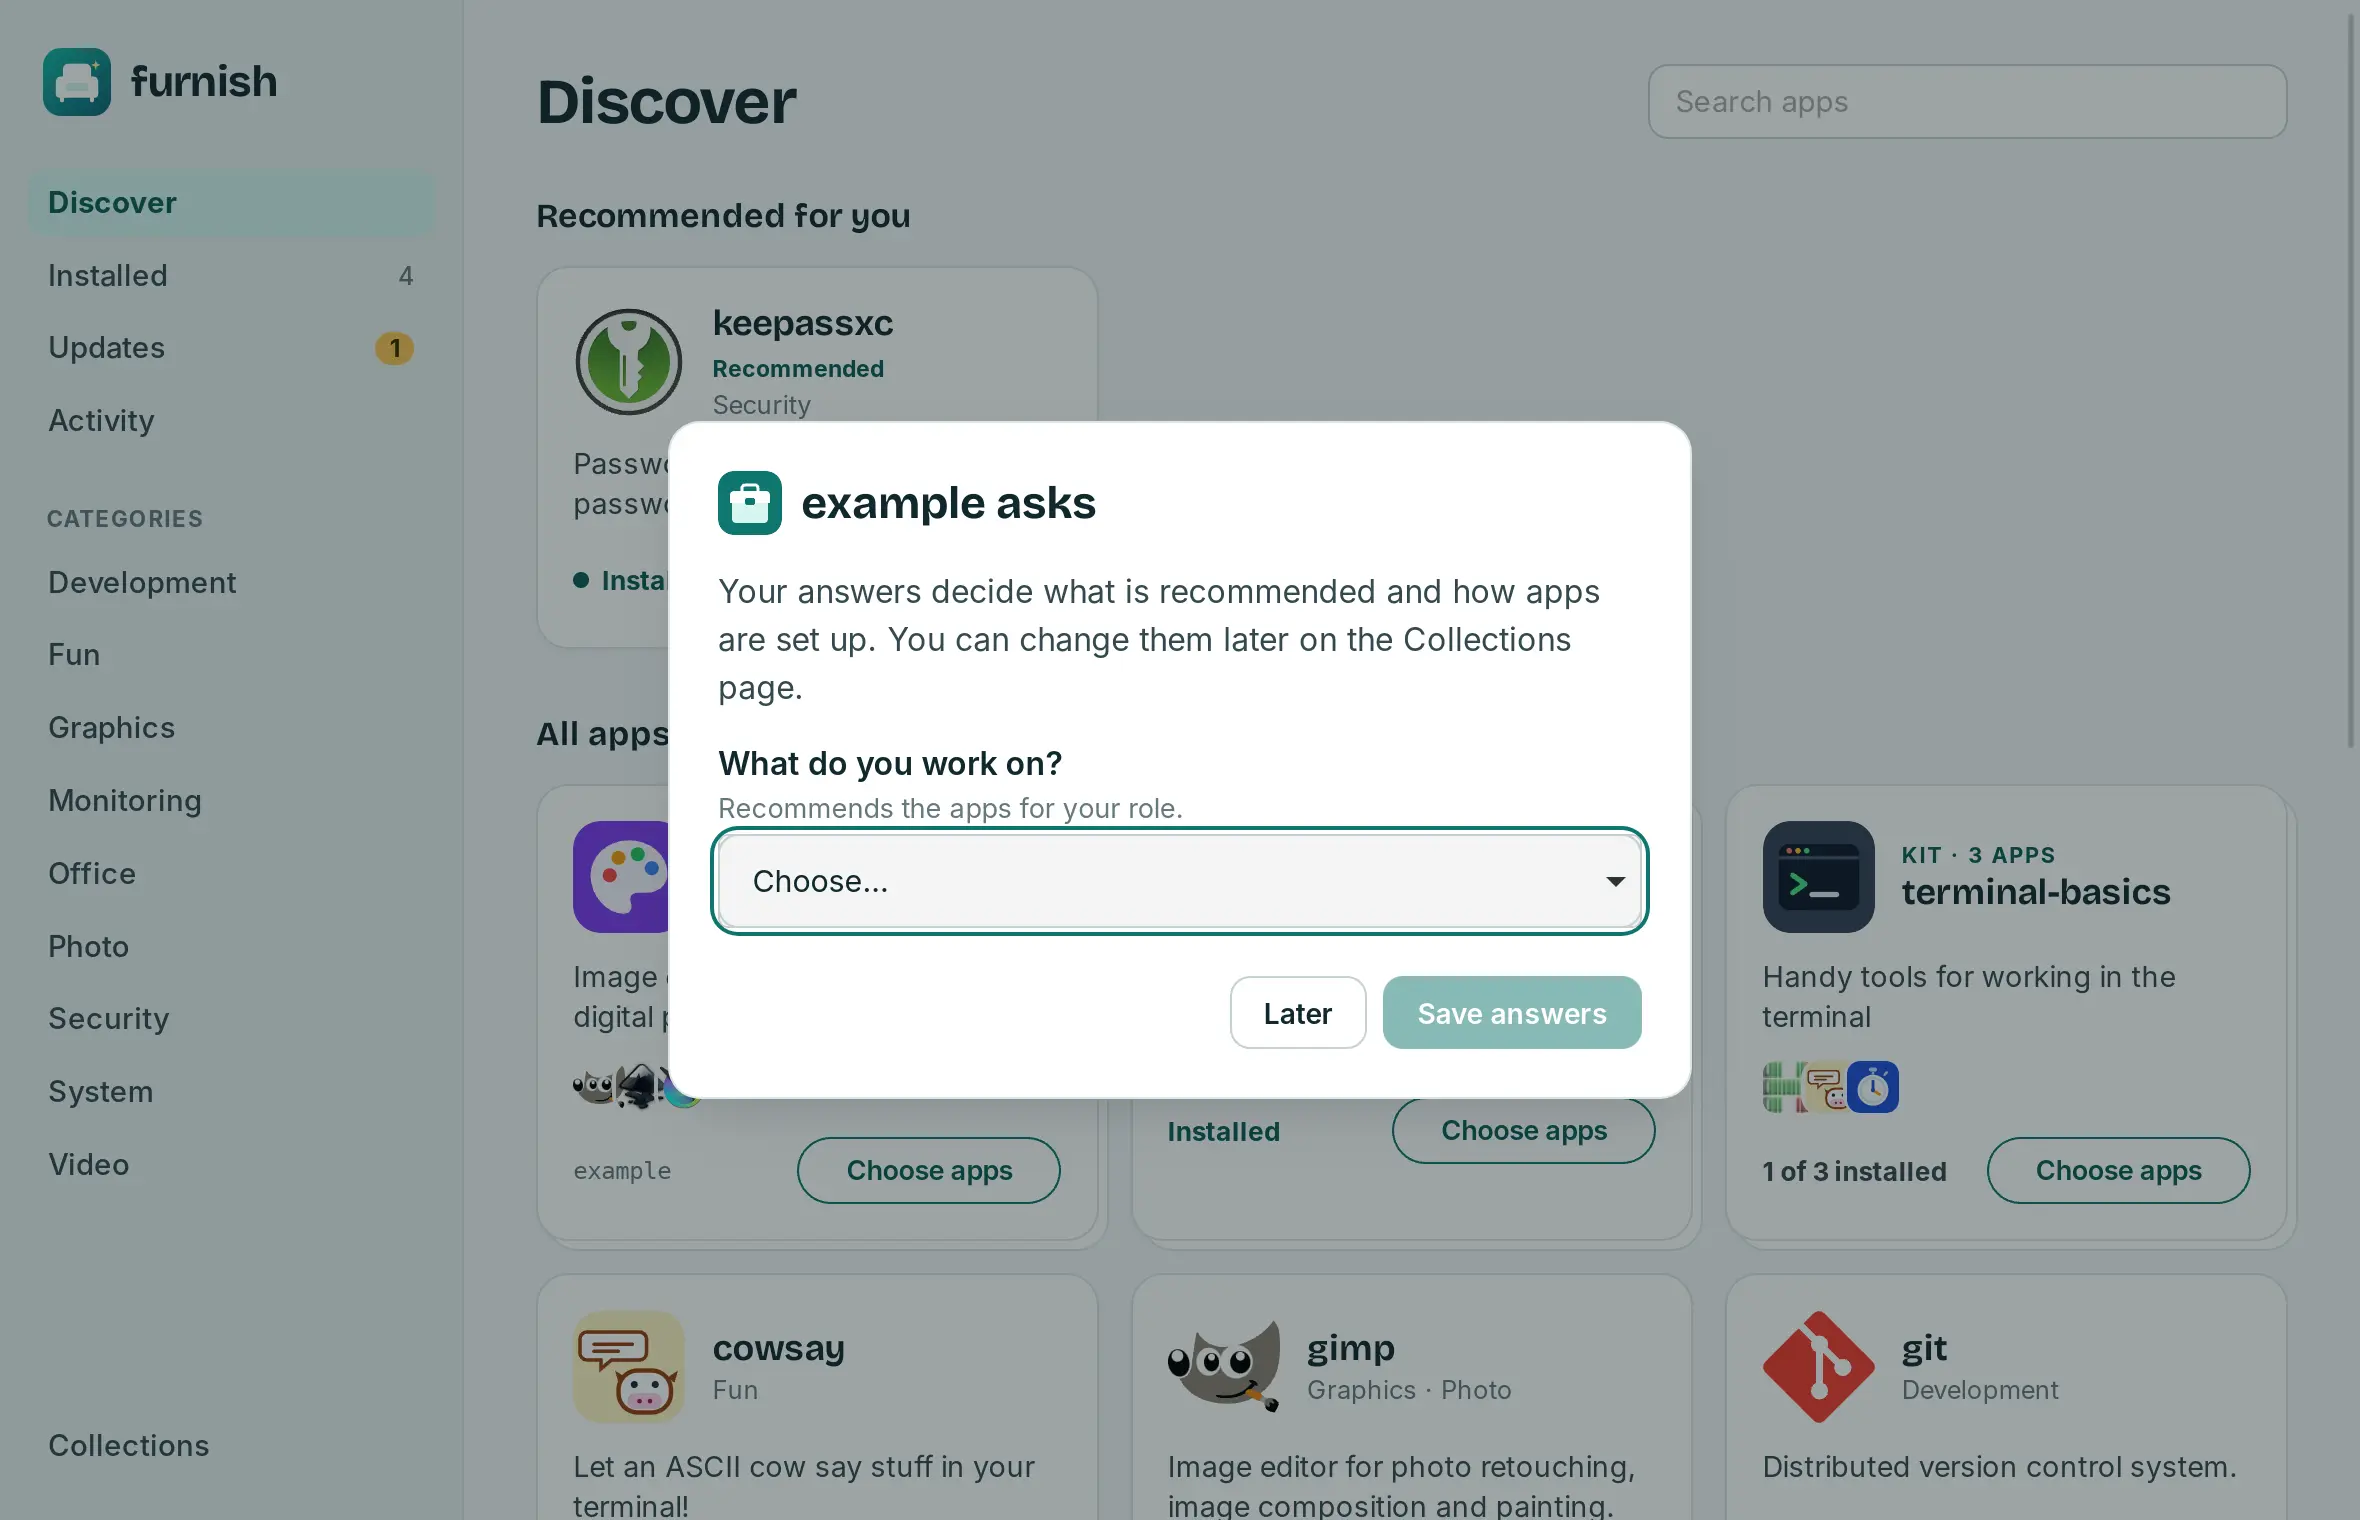 furnish
Discover
Installed
4
Updates
1
Activity
CATEGORIES
Development
Fun
Graphics
Monitoring
Office
Photo
Security
System
Video
Collections
Discover
Search apps
Recommended for you
keepassxc
Recommended
Security
example asks
Your answers decide what is recommended and how apps
are set up. You can change them later on the Collections
page.
What do you work on?
Recommends the apps for your role.
Choose...
Later
Save answers
All apps
Image
digital
example
Choose apps
Installed
Choose apps
KIT · 3 APPS
terminal-basics
Handy tools for working in the
terminal
1 of 3 installed
Choose apps
cowsay
Fun
Let an ASCII cow say stuff in your
terminal!
gimp
Graphics · Photo
Image editor for photo retouching,
image composition and painting.
git
Development
Distributed version control system.